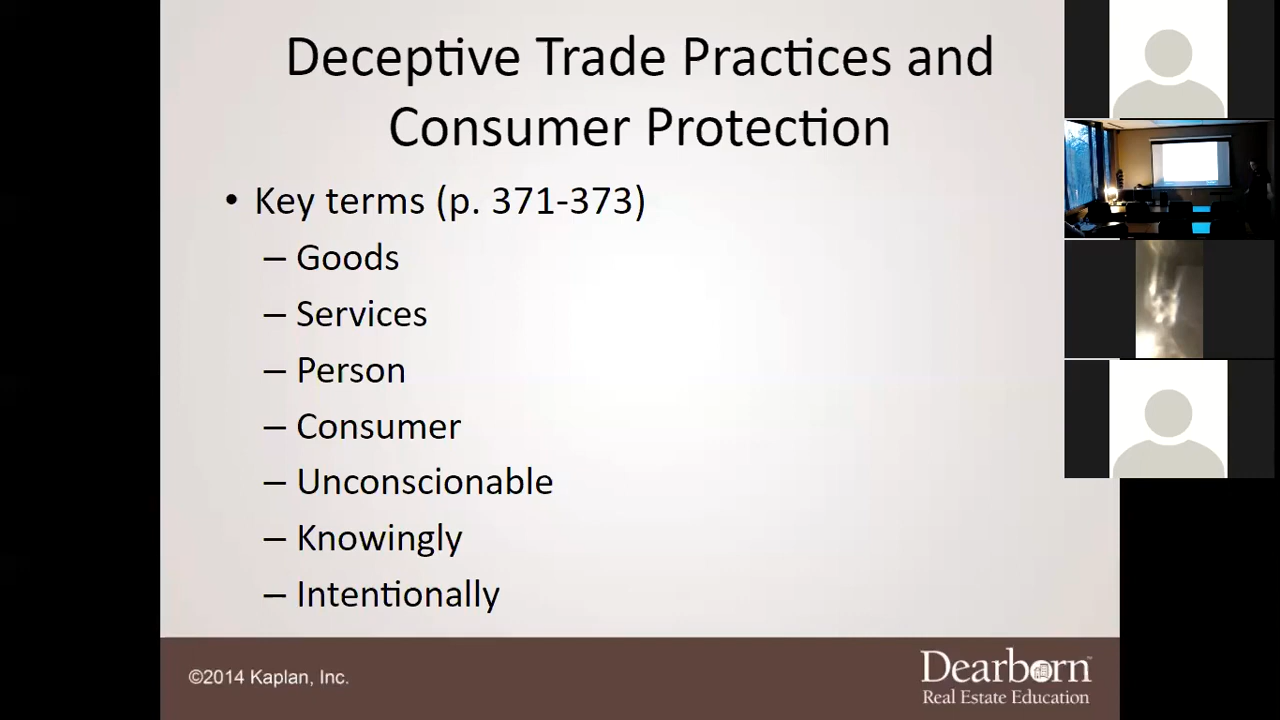 Deceptive Trade Practices and
Consumer Protection
• Key terms (p. 371-373)
– Goods
– Services
– Person
– Consumer
– Unconscionable
– Knowingly
– Intentionally
©2014 Kaplan, Inc.
Dearborn™
Real Estate Education